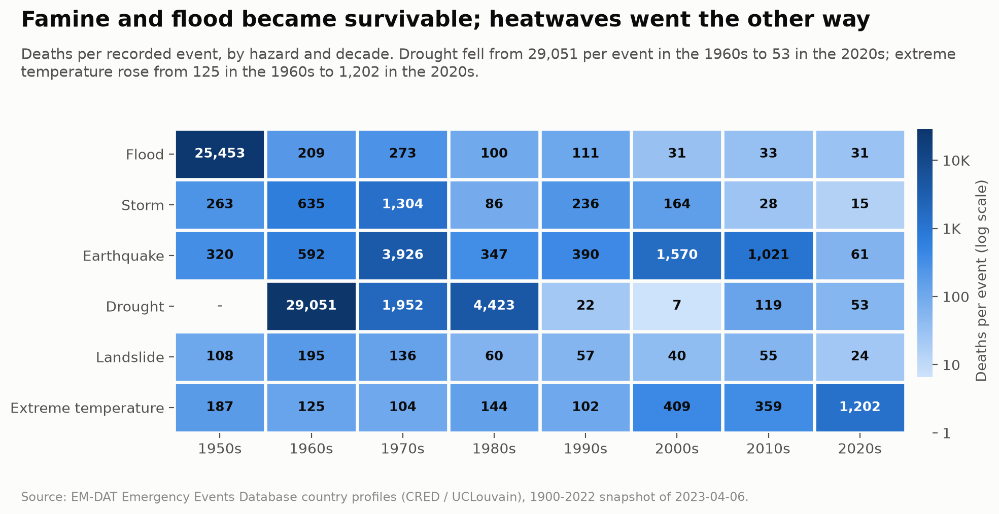 Famine and flood became survivable; heatwaves went the other way
Deaths per recorded event, by hazard and decade. Drought fell from 29,051 per event in the 1960s to 53 in the 2020s; extreme
temperature rose from 125 in the 1960s to 1,202 in the 2020s.
Flood 25,453 209 273 100 111 31 33 31
Storm 263 635 1,304 86 236 164 28 15
Earthquake 320 592 3,926 347 390 1,570 1,021 61
Drought - 29,051 1,952 4,423 22 7 119 53
Landslide 108 195 136 60 57 40 55 24
Extreme temperature 187 125 104 144 102 409 359 1,202
1950s 1960s 1970s 1980s 1990s 2000s 2010s 2020s
10K
1K
100
10
1
Deaths per event (log scale)
Source: EM-DAT Emergency Events Database country profiles (CRED / UCLouvain), 1900-2022 snapshot of 2023-04-06.